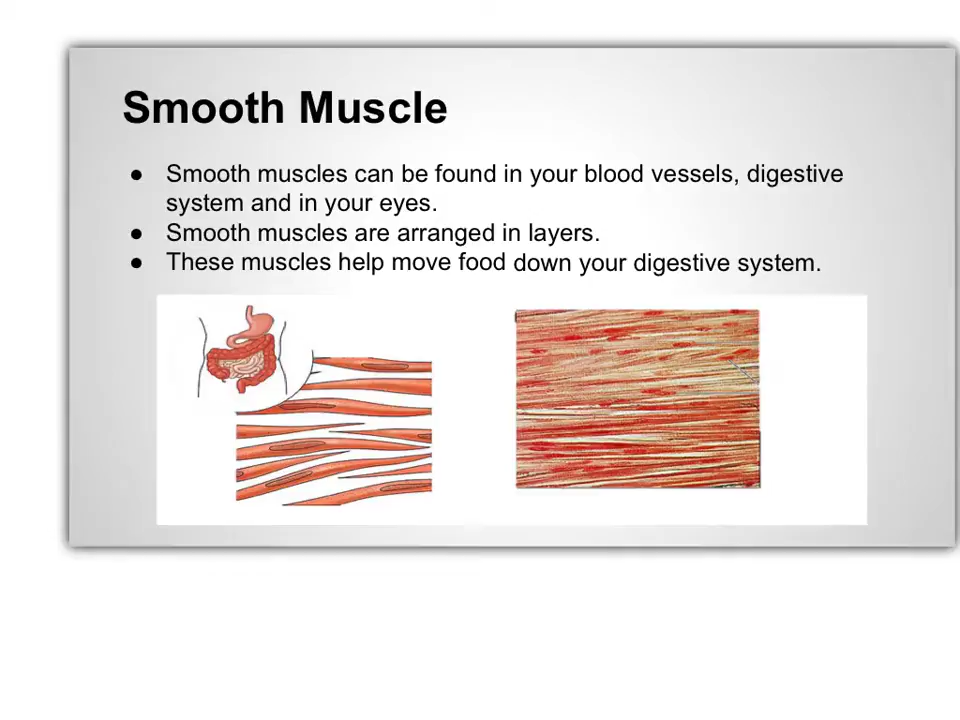 Smooth Muscle
● Smooth muscles can be found in your blood vessels, digestive
system and in your eyes.
● Smooth muscles are arranged in layers.
● These muscles help move food down your digestive system.